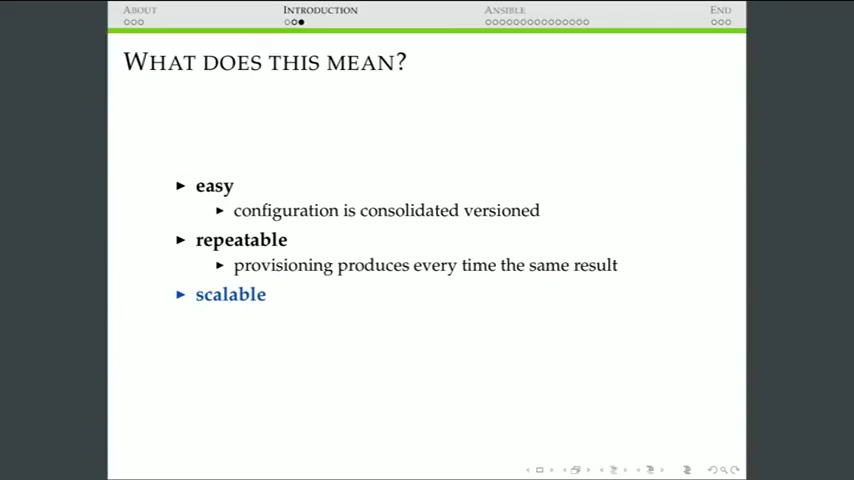 ABOUT INTRODUCTION ANSIBLE END
WHAT DOES THIS MEAN?
easy
configuration is consolidated versioned
repeatable
provisioning produces every time the same result
scalable